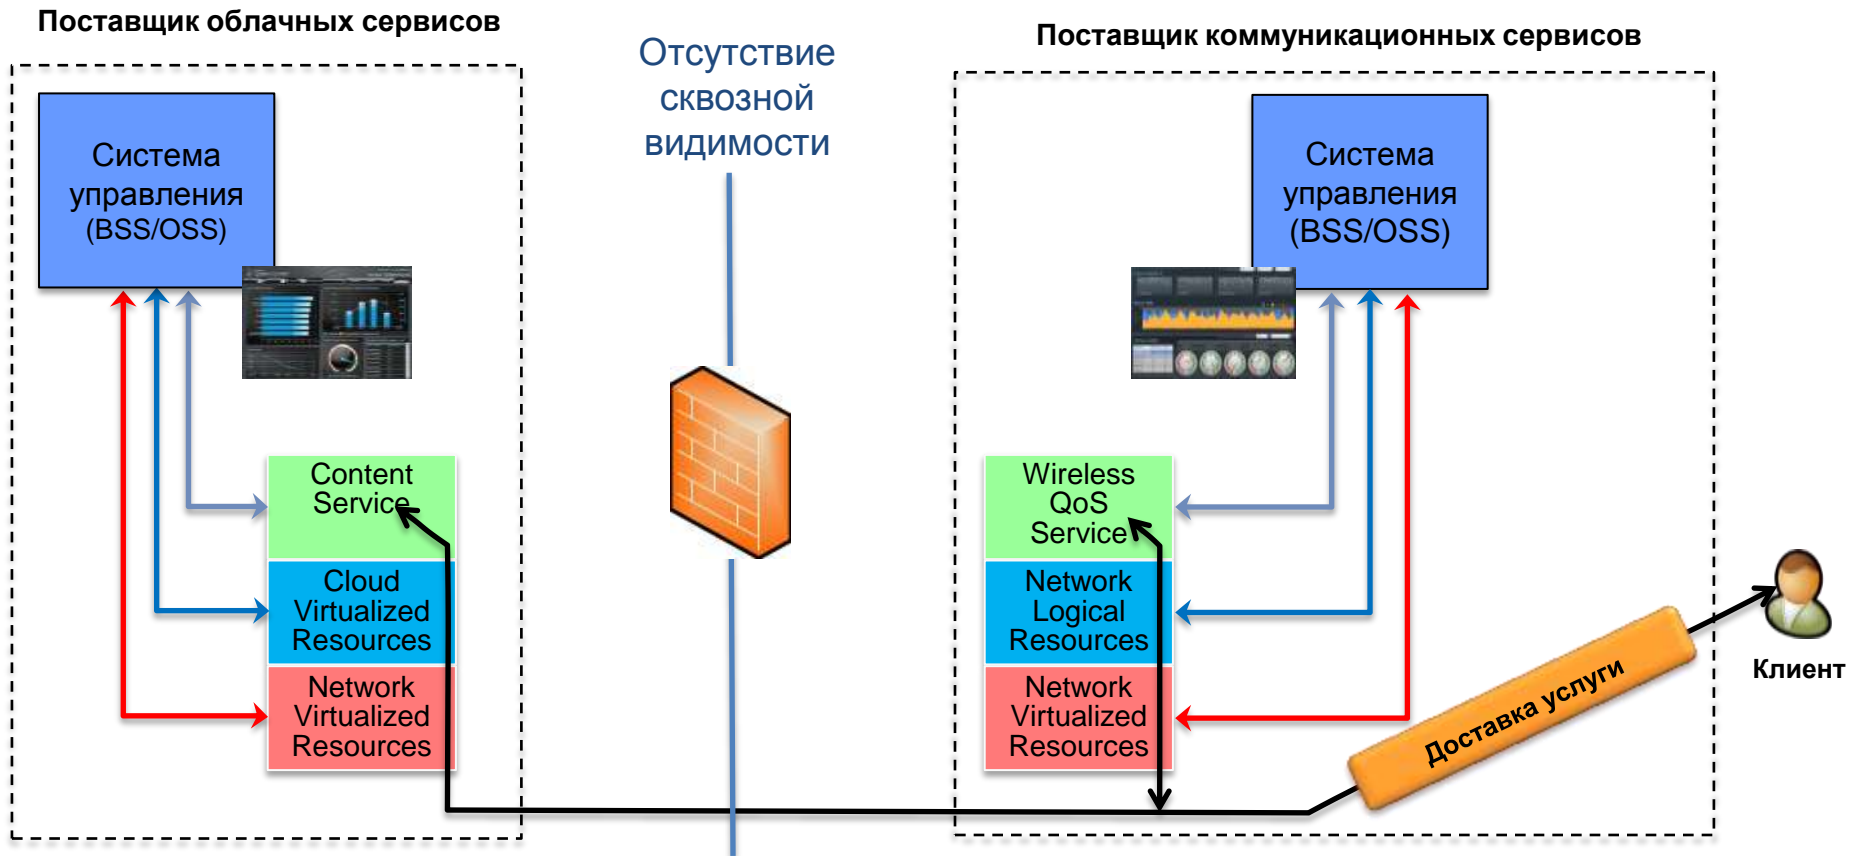 Поставщик облачных сервисов
Система
управления
(BSS/OSS)
Content
Service
Cloud
Virtualized
Resources
Network
Virtualized
Resources
Отсутствие
сквозной
видимости
Поставщик коммуникационных сервисов
Система
управления
(BSS/OSS)
Wireless
QoS
Service
Network
Logical
Resources
Network
Virtualized
Resources
Доставка услуги
Клиент